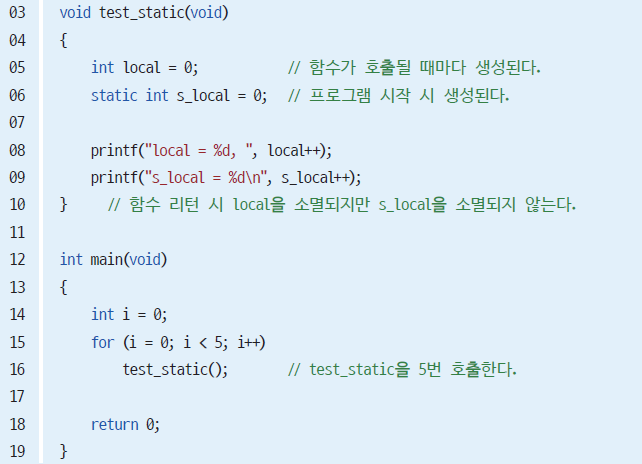 03 void test_static(void)
04 {
05     int local = 0;           // 함수가 호출될 때마다 생성된다.
06     static int s_local = 0;  // 프로그램 시작 시 생성된다.
07
08     printf("local = %d, ", local++);
09     printf("s_local = %d\n", s_local++);
10 }     // 함수 리턴 시 local을 소멸되지만 s_local을 소멸되지 않는다.
11
12 int main(void)
13 {
14     int i = 0;
15     for (i = 0; i < 5; i++)
16         test_static();       // test_static을 5번 호출한다.
17
18     return 0;
19 }